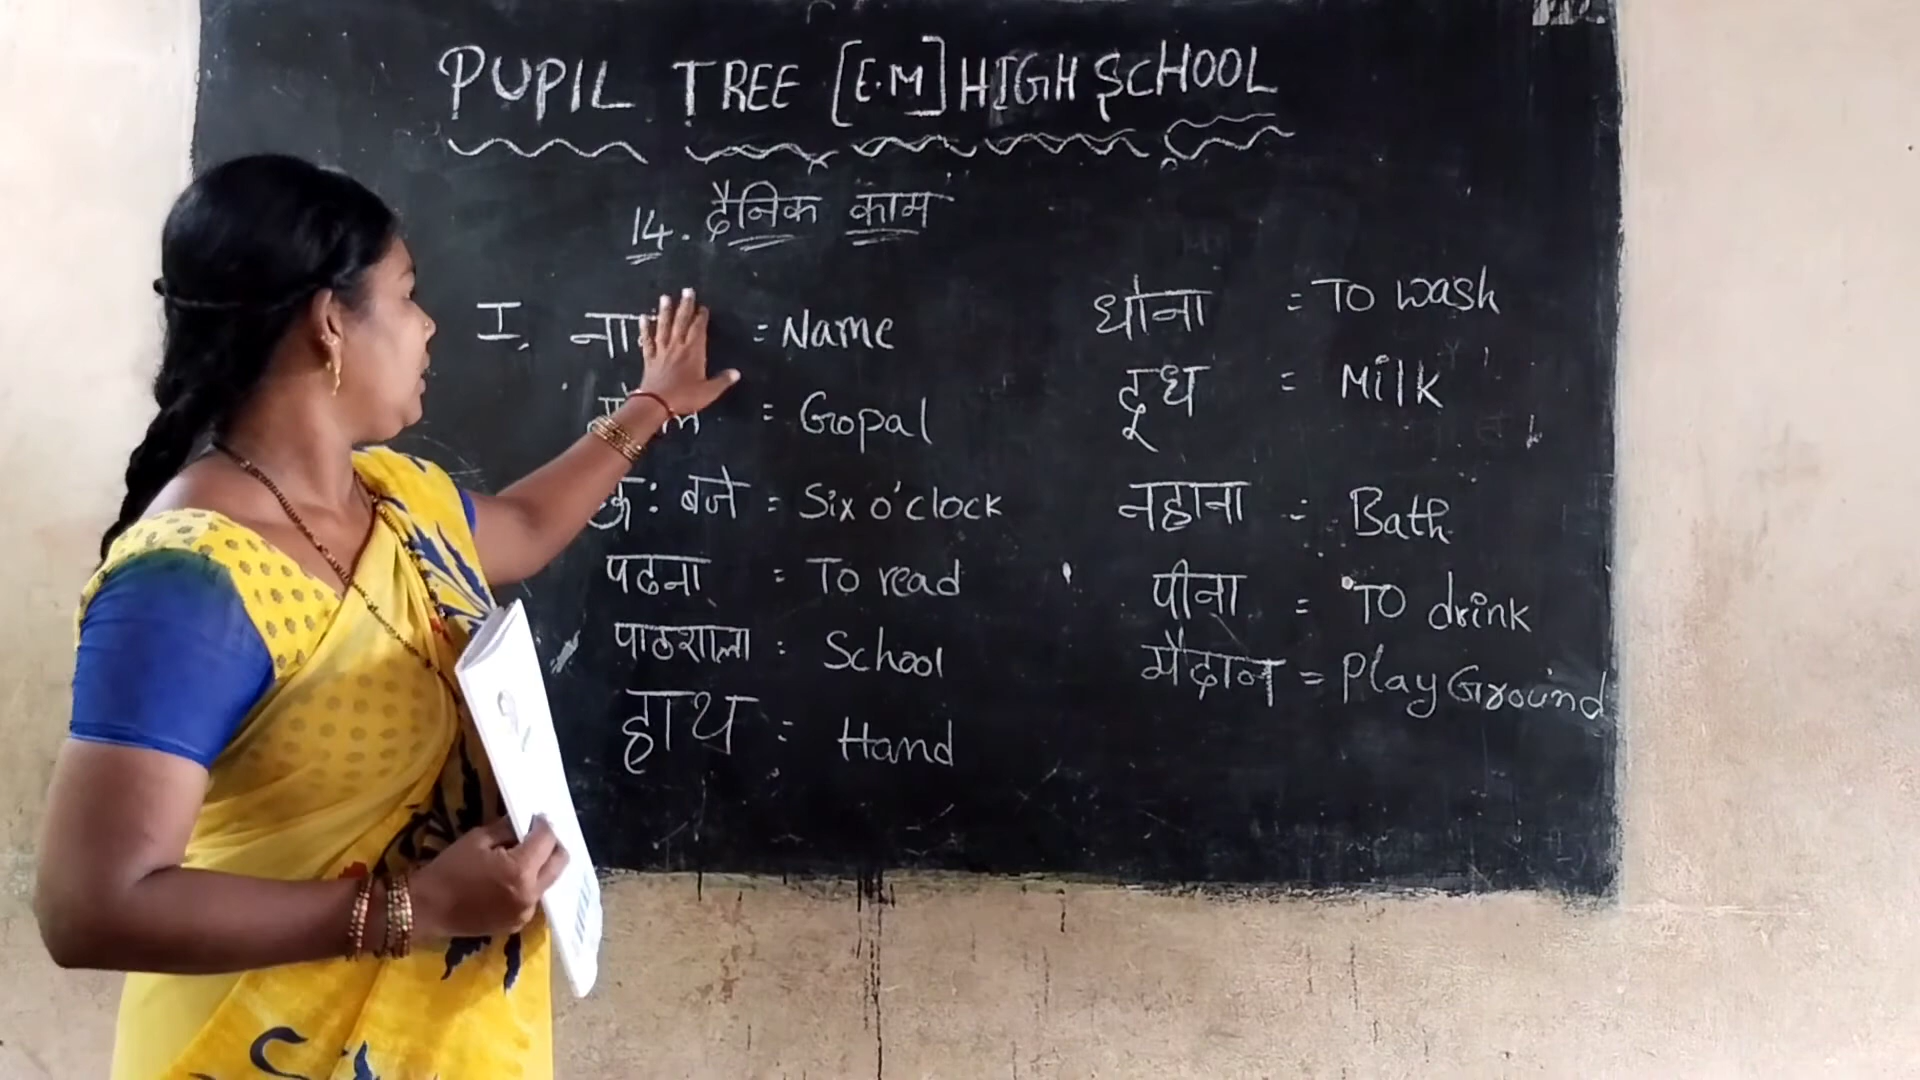 PUPIL TREE [E.M] HIGH SCHOOL
14. दैनिक काम
I, = Name
= Gopal
छः बजे = Six o'clock
पढना = To read
पाठशाला = School
हाथ = Hand
धोना = To wash
दूध = Milk
नहाना = Bath
पीना = To drink
मैदान = Play Ground